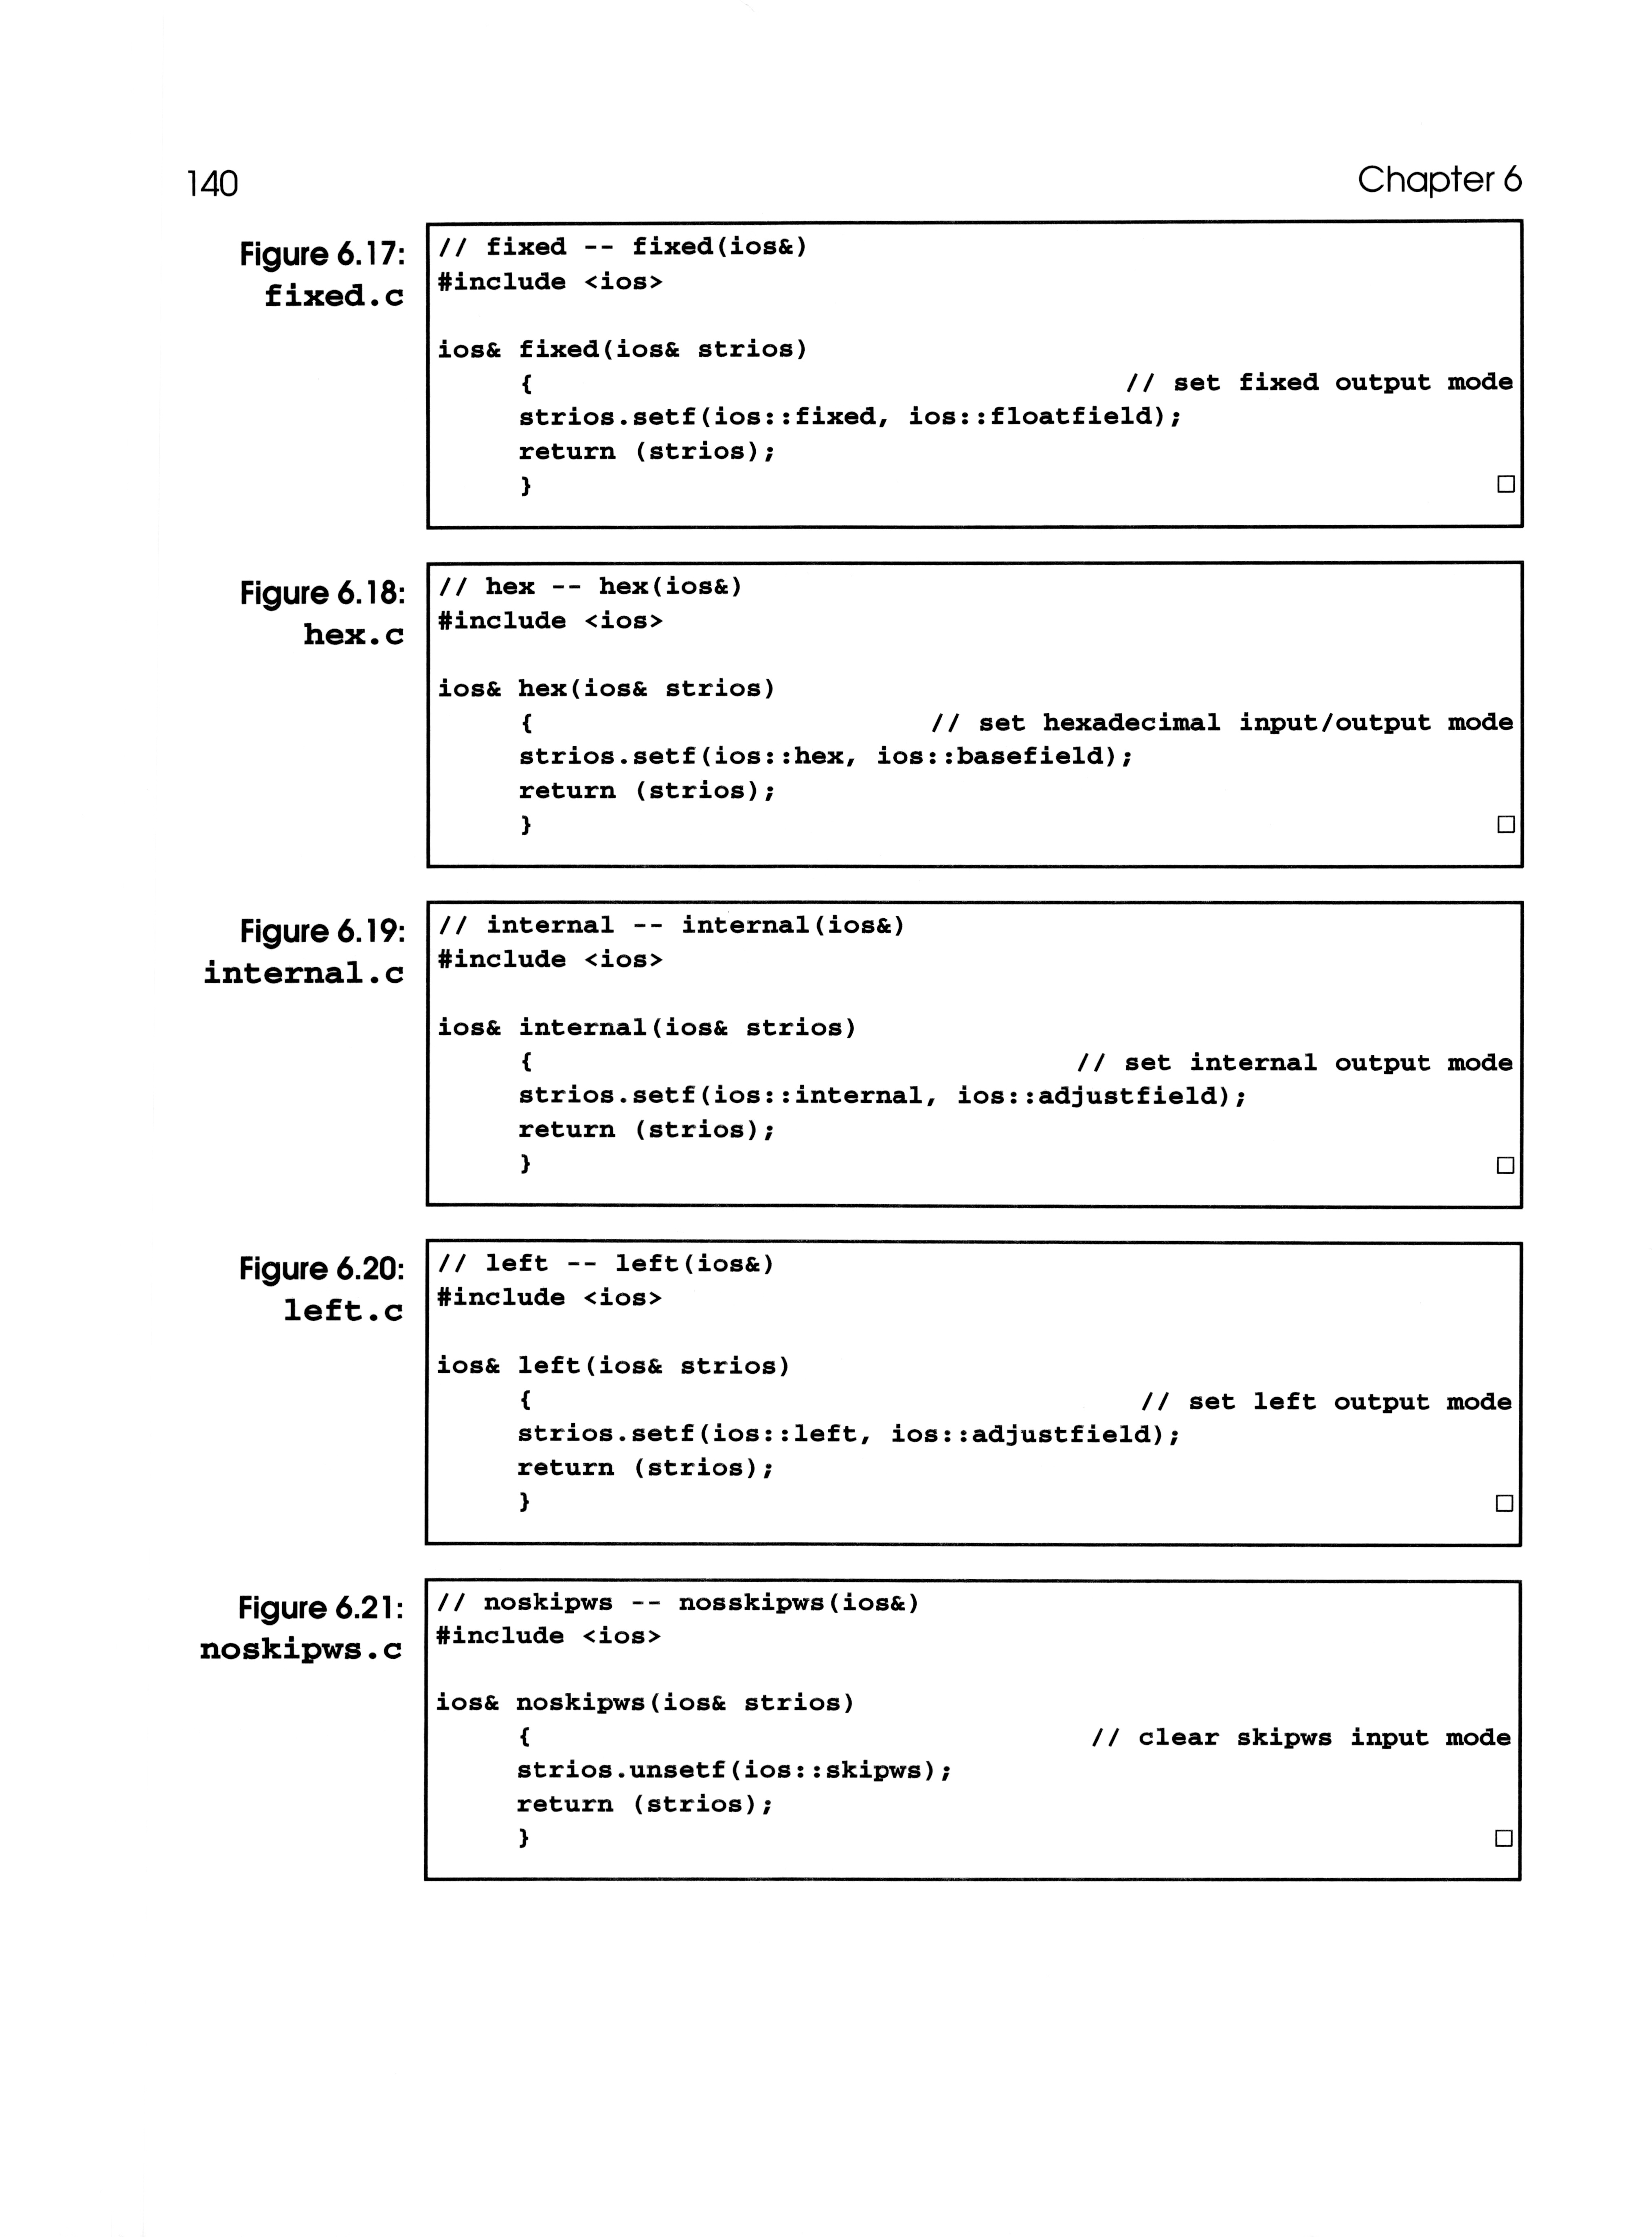 140 Chapter 6
Figure 6.17:
fixed.c
// fixed -- fixed(ios&)
#include <ios>
ios& fixed(ios& strios)
{ // set fixed output mode
strios.setf(ios::fixed, ios::floatfield);
return (strios);
}
Figure 6.18:
hex.c
// hex -- hex(ios&)
#include <ios>
ios& hex(ios& strios)
{ // set hexadecimal input/output mode
strios.setf(ios::hex, ios::basefield);
return (strios);
}
Figure 6.19:
internal.c
// internal -- internal(ios&)
#include <ios>
ios& internal(ios& strios)
{ // set internal output mode
strios.setf(ios::internal, ios::adjustfield);
return (strios);
}
Figure 6.20:
left.c
// left -- left(ios&)
#include <ios>
ios& left(ios& strios)
{ // set left output mode
strios.setf(ios::left, ios::adjustfield);
return (strios);
}
Figure 6.21:
noskipws.c
// noskipws -- nosskipws(ios&)
#include <ios>
ios& noskipws(ios& strios)
{ // clear skipws input mode
strios.unsetf(ios::skipws);
return (strios);
}